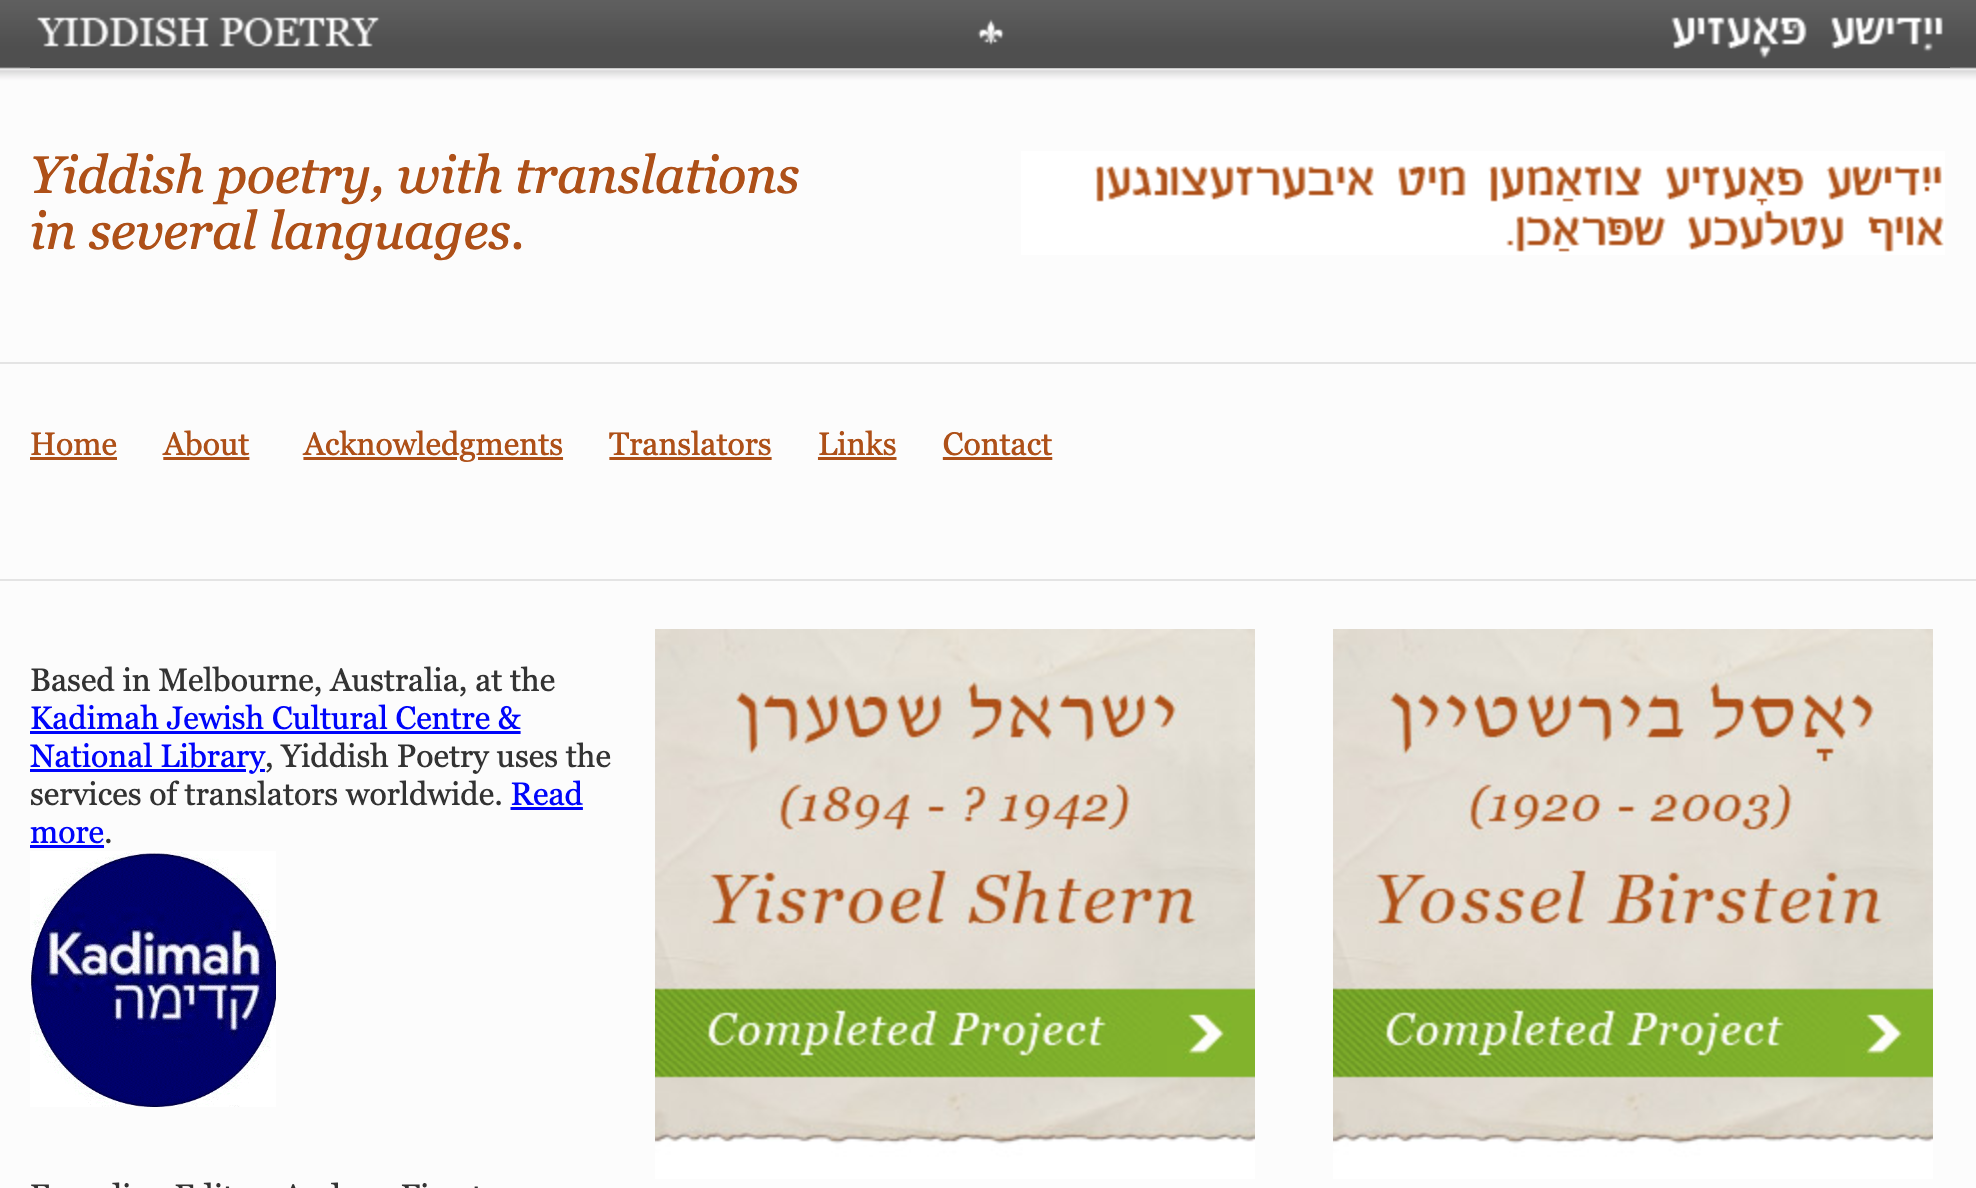 YIDDISH POETRY
ייִדישע פּאָעזיע
Yiddish poetry, with translations
in several languages.
ייִדישע פּאָעזיע צוזאַמען מיט איבערזעצונגען
אויף עטלעכע שפּראַכן.
Home About Acknowledgments Translators Links Contact
Based in Melbourne, Australia, at the
Kadimah Jewish Cultural Centre &
National Library, Yiddish Poetry uses the
services of translators worldwide. Read
more.
Kadimah
קדימה
ישראל שטערן
(1894 - ? 1942)
Yisroel Shtern
Completed Project
יאָסל בירשטיין
(1920 - 2003)
Yossel Birstein
Completed Project